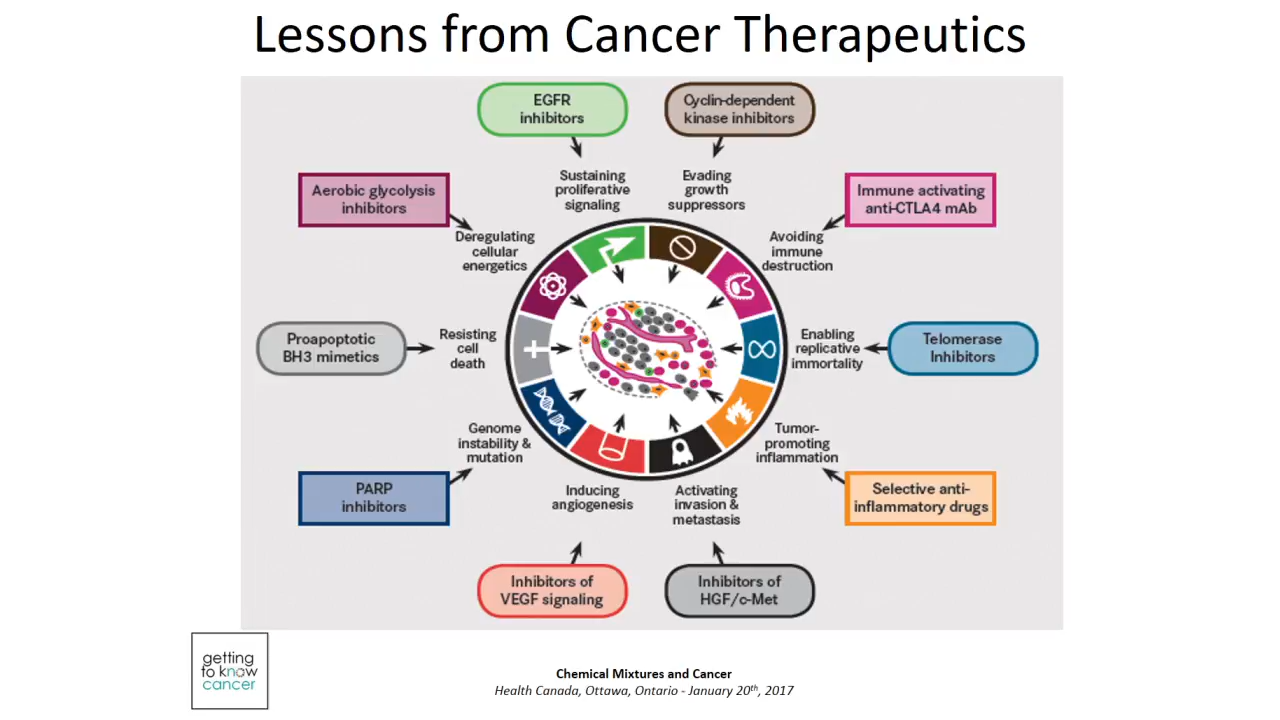 Lessons from Cancer Therapeutics
EGFR
inhibitors
Cyclin-dependent
kinase inhibitors
Sustaining
proliferative
signaling
Evading
growth
suppressors
Aerobic glycolysis
inhibitors
Immune activating
anti-CTLA4 mAb
Deregulating
cellular
energetics
Avoiding
immune
destruction
Proapoptotic
BH3 mimetics
Resisting
cell
death
Enabling
replicative
immortality
Telomerase
Inhibitors
Genome
instability &
mutation
Tumor-
promoting
inflammation
PARP
inhibitors
Inducing
angiogenesis
Activating
invasion &
metastasis
Selective anti-
inflammatory drugs
Inhibitors of
VEGF signaling
Inhibitors of
HGF/c-Met
getting
to know
cancer
Chemical Mixtures and Cancer
Health Canada, Ottawa, Ontario - January 20th, 2017